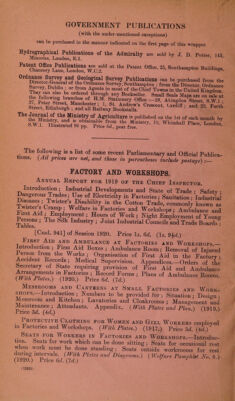 GOVERNMENT PUBLICATIONS
(with the under-mentioned exceptions)
can be purchased in the manner indicated on the first page of this wrapper
Hydrographical Publications of the Admiralty are sold by J. D. Potter, 145,
Minories, London, E.1.
Patent Office Publications are sold at the Patent Office, 25, Southampton Buildings,
Chancery Lane, London, W.C.2.
Ordnance Survey and Geological Survey Publications can be purchased from the
Director-General of the Ordnance Survey, Southampton; from the Director Ordnance
Survey, Dublin; or from Agents in most of the Chief Towns in the United Kingdom.
They can also be ordered through any Bookseller. Small Scale Maps are on sale at
the following branches of H.M. Stationery Office:—28, Abingdon Street, S.W.1;
37, Peter Street, Manchester; 1, St. Andrew's Crescent, Cardiff; and 23, Forth
Street, Edinburgh; and all Railway Bookstalls.
The Journal of the Ministry of Agriculture is published on the 1st of each month by
the Ministry, and is obtainable from the Ministry, 3, Whitehall Place, London,
S.W.1. Illustrated 96 pp. Price 6d., post free.
The following is a list of some recent Parliamentary and Official Publica-
tions. (All prices are net, and those in parentheses include postage):—
FACTORY AND WORKSHOPS.
Annual Report for 1919 of the Chief Inspector.
Introduction; Industrial Developments and State of Trade; Safety;
Dangerous Trades; Use of Electricity in Factories; Sanitation; Industrial
Diseases; Twister's Disability in the Cotton Trade, commonly known as
Twister's Cramp; Welfare in Factories and Workshops; Ambulance and
First Aid; Employment; Hours of Work; Night Employment of Young
Persons; The Silk Industry; Joint Industrial Councils and Trade Boards;
Tables.
[Cmd. 941] of Session 1920. Price 1s. 6d. (1s. 9½d.)
First Aid and Ambulance at Factories and Workshops.—
Introduction; First Aid Boxes; Ambulance Room; Removal of Injured
Person from the Works; Organisation of First Aid in the Factory;
Accident Records; Medical Supervision. Appendices.—Orders of the
Secretary of State requiring provision of First Aid and Ambulance
Arrangements in Factories; Record Forms; Plans of Ambulance Rooms.
(With Plates.) (1920.) Price 6d. (7d.)
Messrooms and Canteens at Small Factories and Work-
shops.—Introduction; Numbers to be provided for; Situation; Design;
Messroom and Kitchen; Lavatories and Cloakrooms; Management and
Maintenance; Attendants. Appendix. (With Plates and Plan.) (1919.)
Price 3d. (4d.)
Protective Clothing for Women and Girl Workers employed
in Factories and Workshops. (With Plates.) (1917.) Price 3d. (4d.)
Seats for Workers in Factories and Workshops.—Introduc-
tion. Seats for work which can be done sitting; Seats for occasional rest
when work must be done standing; Seats outside workrooms for rest
during intervals. (With Plates and Diagrams.) (Welfare Pamphlet No. 6.)
(1920.) Price 6d. (7d.)